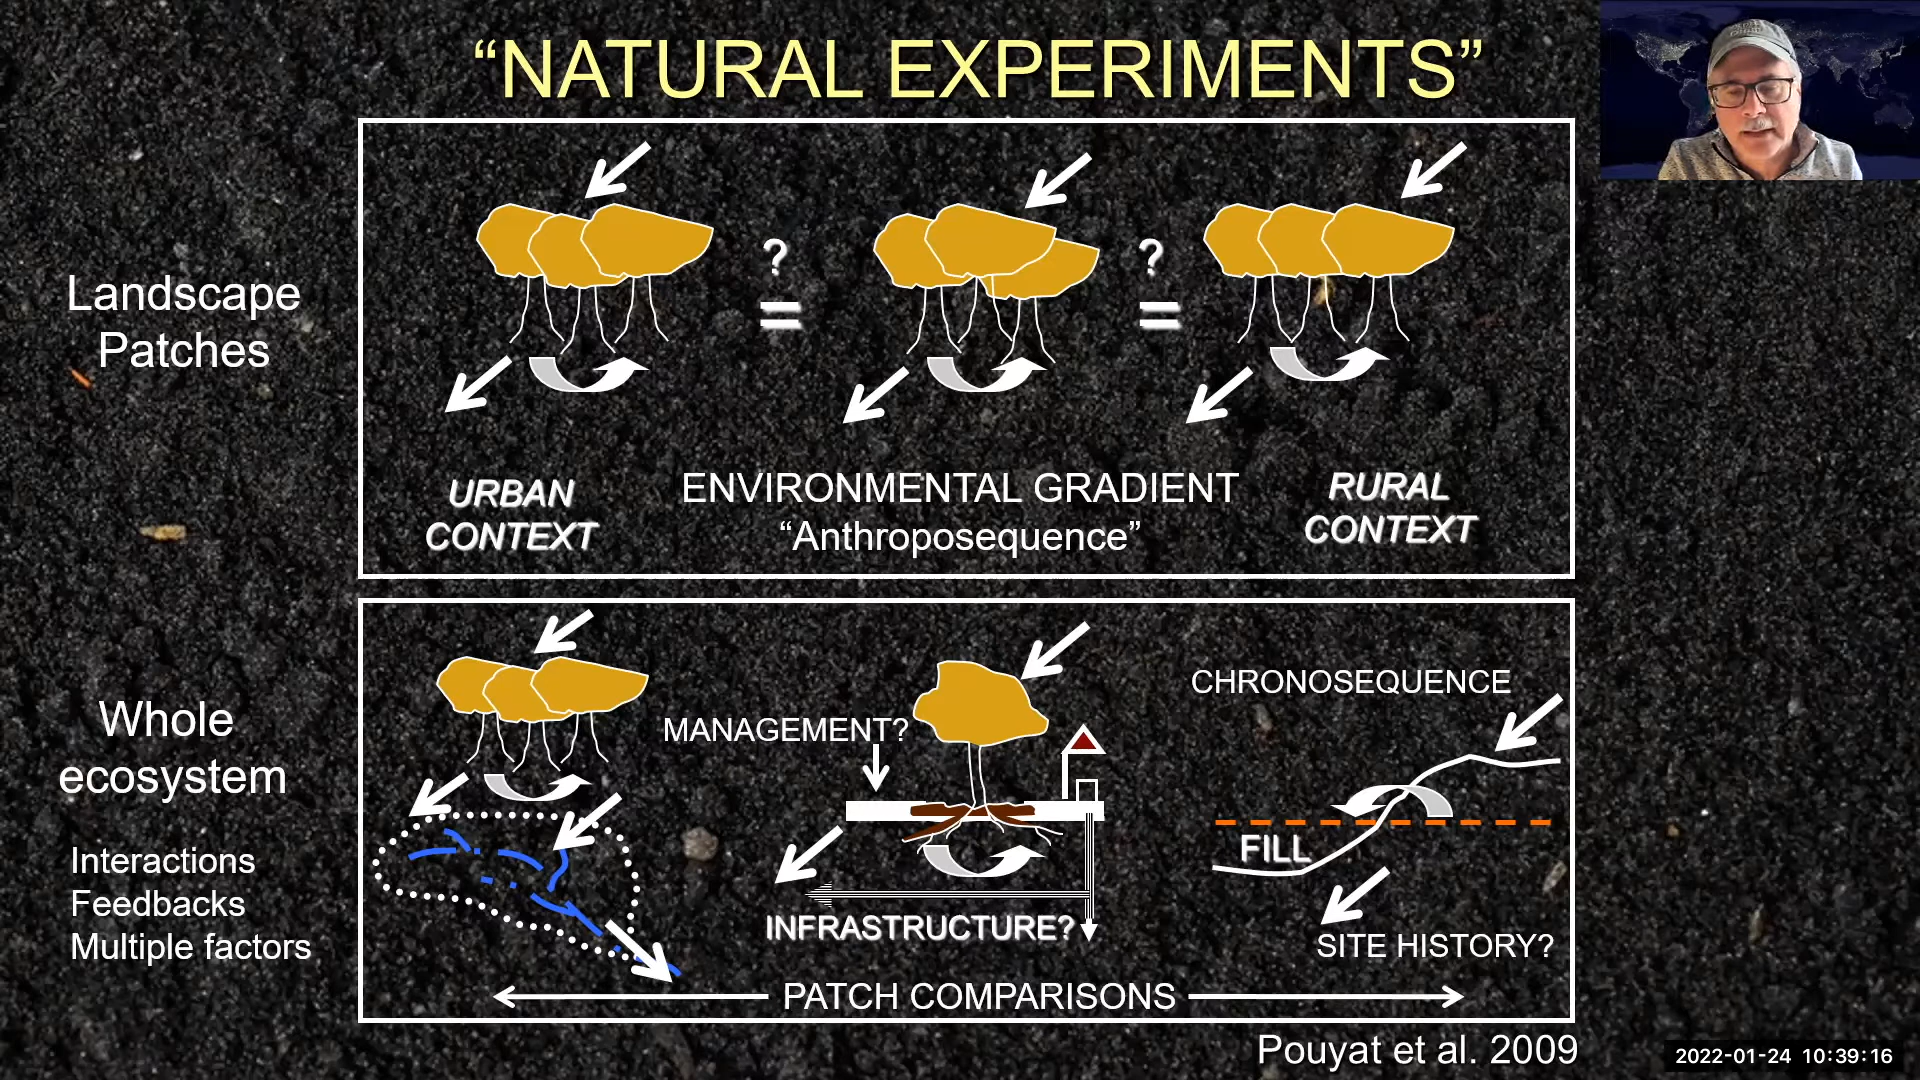 “NATURAL EXPERIMENTS”
Landscape
Patches
?
=
?
=
URBAN
CONTEXT
ENVIRONMENTAL GRADIENT
“Anthroposequence”
RURAL
CONTEXT
Whole
ecosystem
Interactions
Feedbacks
Multiple factors
MANAGEMENT?
INFRASTRUCTURE?
CHRONOSEQUENCE
FILL
SITE HISTORY?
PATCH COMPARISONS
Pouyat et al. 2009
2022-01-24 10:39:16